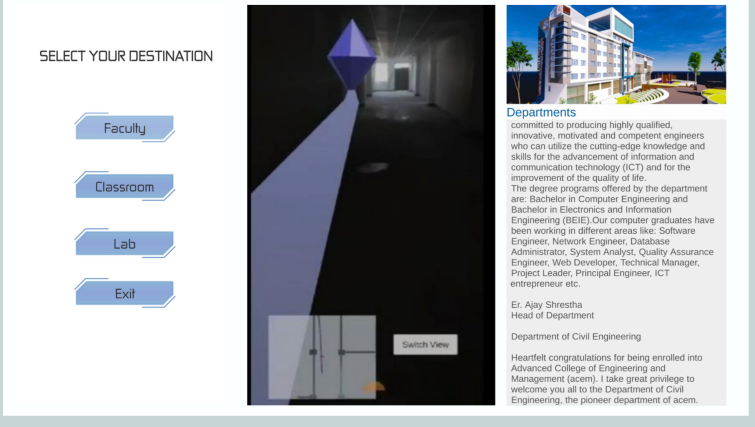 SELECT YOUR DESTINATION
Faculty
Classroom
Lab
Exit
Switch View
Departments
committed to producing highly qualified,
innovative, motivated and competent engineers
who can utilize the cutting-edge knowledge and
skills for the advancement of information and
communication technology (ICT) and for the
improvement of the quality of life.
The degree programs offered by the department
are: Bachelor in Computer Engineering and
Bachelor in Electronics and Information
Engineering (BEIE).Our computer graduates have
been working in different areas like: Software
Engineer, Network Engineer, Database
Administrator, System Analyst, Quality Assurance
Engineer, Web Developer, Technical Manager,
Project Leader, Principal Engineer, ICT
entrepreneur etc.
Er. Ajay Shrestha
Head of Department
Department of Civil Engineering
Heartfelt congratulations for being enrolled into
Advanced College of Engineering and
Management (acem). I take great privilege to
welcome you all to the Department of Civil
Engineering, the pioneer department of acem.